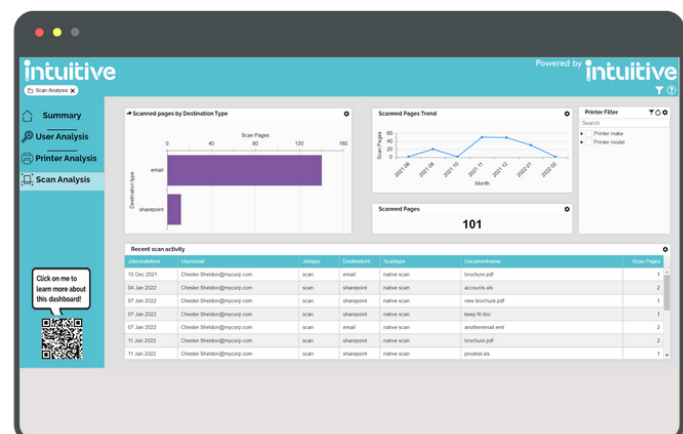 Powered by
intuitive
intuitive
Scan Analysis x
Summary
User Analysis
Printer Analysis
Scan Analysis
Click on me to
learn more about
this dashboard!
Scanned pages by Destination Type
Scan Pages
0 40 80 120 160
Destination type
email
sharepoint
Scanned Pages Trend
Scan Pages
60
40
20
0
2021 08 2021 09 2021 10 2021 11 2021 12 2022 01 2022 02
Month
Scanned Pages
101
Printer Filter
Search
Printer make
Printer model
Recent scan activity
Jobcreatetime Useremail Jobtype Destinationt... Scantype Documentname Scan Pages
15 Dec 2021 Chester.Sheldon@mycorp.com scan email native scan brochure.pdf 1
04 Jan 2022 Chester.Sheldon@mycorp.com scan sharepoint native scan accounts.xls 2
07 Jan 2022 Chester.Sheldon@mycorp.com scan sharepoint native scan new brochure.pdf 1
07 Jan 2022 Chester.Sheldon@mycorp.com scan sharepoint native scan keep fit.doc 1
07 Jan 2022 Chester.Sheldon@mycorp.com scan email native scan anotheremail.eml 2
11 Jan 2022 Chester.Sheldon@mycorp.com scan sharepoint native scan brochure.pdf 2
11 Jan 2022 Chester.Sheldon@mycorp.com scan sharepoint native scan pricelist.xls 1